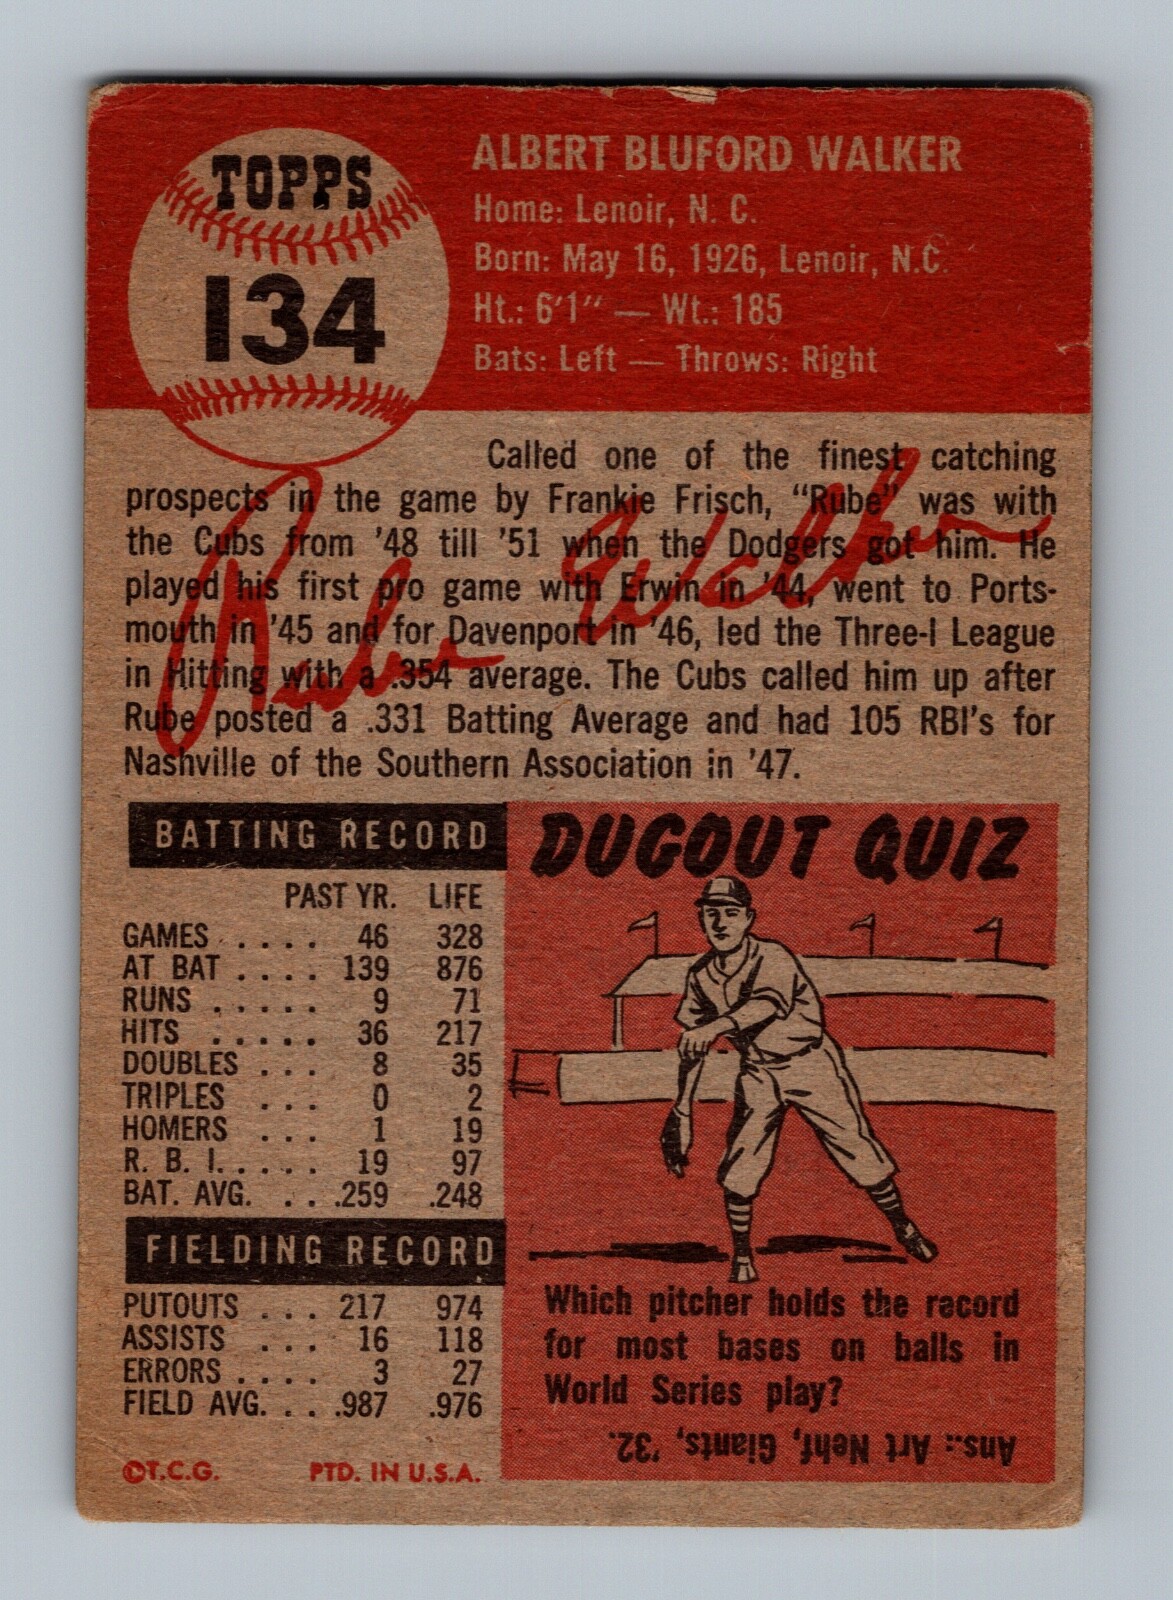 TOPPS
134
ALBERT BLUFORD WALKER
Home: Lenoir, N. C.
Born: May 16, 1926, Lenoir, N.C.
Ht.: 6'1" — Wt.: 185
Bats: Left — Throws: Right
Called one of the finest catching
prospects in the game by Frankie Frisch, "Rube" was with
the Cubs from '48 till '51 when the Dodgers got him. He
played his first pro game with Erwin in '44, went to Ports-
mouth in '45 and for Davenport in '46, led the Three-I League
in Hitting with a .354 average. The Cubs called him up after
Rube posted a .331 Batting Average and had 105 RBI's for
Nashville of the Southern Association in '47.
Rube Walker
BATTING RECORD
PAST YR. LIFE
GAMES .... 46 328
AT BAT .... 139 876
RUNS ..... 9 71
HITS ..... 36 217
DOUBLES ... 8 35
TRIPLES ... 0 2
HOMERS ... 1 19
R. B. I..... 19 97
BAT. AVG. . . .259 .248
FIELDING RECORD
PUTOUTS ... 217 974
ASSISTS ... 16 118
ERRORS .... 3 27
FIELD AVG. . . .987 .976
©T.C.G. PTD. IN U.S.A.
DUGOUT QUIZ
Which pitcher holds the record
for most bases on balls in
World Series play?
Ans.: Art Nehf, Giants, '32.